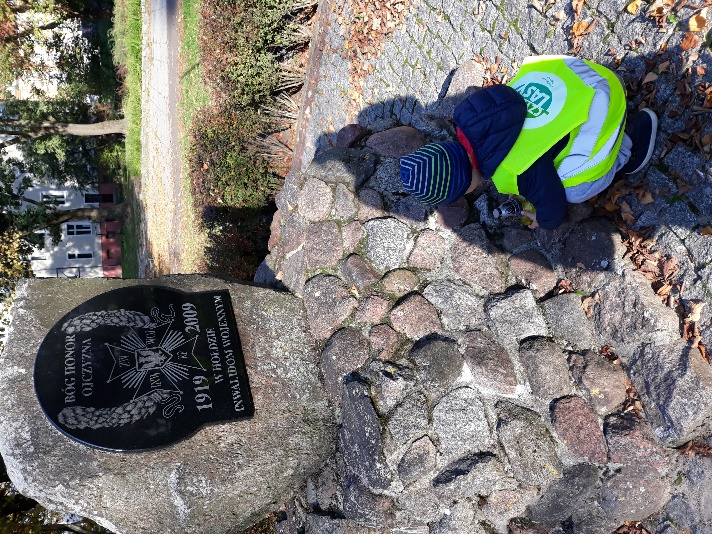 BÓG HONOR
OJCZYZNA
1919 2009
W HOŁDZIE
INWALIDOM WOJENNYM